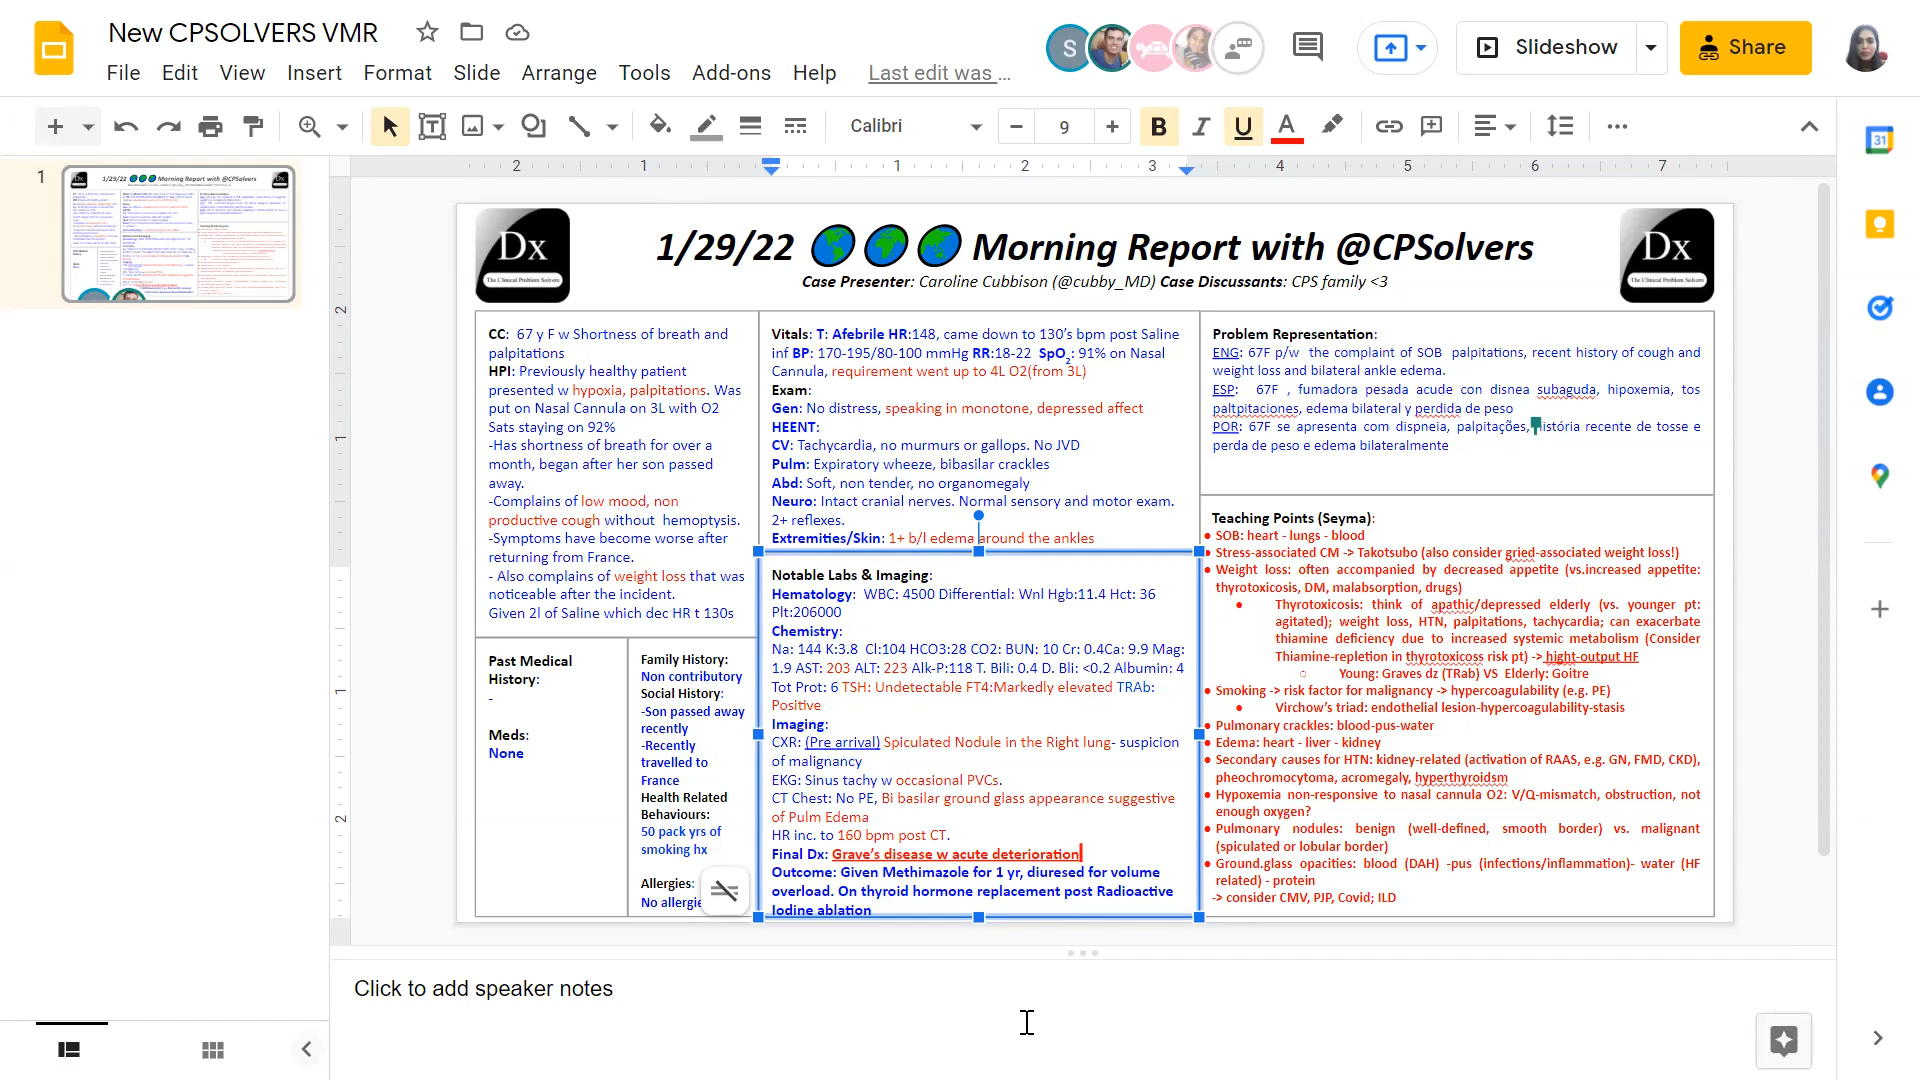 New CPSOLVERS VMR
S
Slideshow
Share
File Edit View Insert Format Slide Arrange Tools Add-ons Help Last edit was ...
Calibri
9
B I U A
31
2 1 1 2 3 4 5 6 7
2
1
1
2
1
Dx
The Clinical Problem Solvers
1/29/22 Morning Report with @CPSolvers
Case Presenter: Caroline Cubbison (@cubby_MD) Case Discussants: CPS family <3
Dx
The Clinical Problem Solvers
CC: 67 y F w Shortness of breath and
palpitations
HPI: Previously healthy patient
presented w hypoxia, palpitations. Was
put on Nasal Cannula on 3L with O2
Sats staying on 92%
-Has shortness of breath for over a
month, began after her son passed
away.
-Complains of low mood, non
productive cough without hemoptysis.
-Symptoms have become worse after
returning from France.
- Also complains of weight loss that was
noticeable after the incident.
Given 2l of Saline which dec HR t 130s
Past Medical
History:
-
Meds:
None
Family History:
Non contributory
Social History:
-Son passed away
recently
-Recently
travelled to
France
Health Related
Behaviours:
50 pack yrs of
smoking hx
Allergies:
No allergie
Vitals: T: Afebrile HR:148, came down to 130's bpm post Saline
inf BP: 170-195/80-100 mmHg RR:18-22 SpO2: 91% on Nasal
Cannula, requirement went up to 4L O2(from 3L)
Exam:
Gen: No distress, speaking in monotone, depressed affect
HEENT:
CV: Tachycardia, no murmurs or gallops. No JVD
Pulm: Expiratory wheeze, bibasilar crackles
Abd: Soft, non tender, no organomegaly
Neuro: Intact cranial nerves. Normal sensory and motor exam.
2+ reflexes.
Extremities/Skin: 1+ b/l edema around the ankles
Notable Labs & Imaging:
Hematology: WBC: 4500 Differential: Wnl Hgb:11.4 Hct: 36
Plt:206000
Chemistry:
Na: 144 K:3.8 Cl:104 HCO3:28 CO2: BUN: 10 Cr: 0.4Ca: 9.9 Mag:
1.9 AST: 203 ALT: 223 Alk-P:118 T. Bili: 0.4 D. Bli: <0.2 Albumin: 4
Tot Prot: 6 TSH: Undetectable FT4:Markedly elevated TRAb:
Positive
Imaging:
CXR: (Pre arrival) Spiculated Nodule in the Right lung- suspicion
of malignancy
EKG: Sinus tachy w occasional PVCs.
CT Chest: No PE, Bi basilar ground glass appearance suggestive
of Pulm Edema
HR inc. to 160 bpm post CT.
Final Dx: Grave's disease w acute deterioration
Outcome: Given Methimazole for 1 yr, diuresed for volume
overload. On thyroid hormone replacement post Radioactive
Iodine ablation
Problem Representation:
ENG: 67F p/w the complaint of SOB palpitations, recent history of cough and
weight loss and bilateral ankle edema.
ESP: 67F , fumadora pesada acude con disnea subaguda, hipoxemia, tos
paltpitaciones, edema bilateral y perdida de peso
POR: 67F se apresenta com dispneia, palpitações, história recente de tosse e
perda de peso e edema bilateralmente
Teaching Points (Seyma):
• SOB: heart - lungs - blood
• Stress-associated CM -> Takotsubo (also consider gried-associated weight loss!)
• Weight loss: often accompanied by decreased appetite (vs.increased appetite:
thyrotoxicosis, DM, malabsorption, drugs)
• Thyrotoxicosis: think of apathic/depressed elderly (vs. younger pt:
agitated); weight loss, HTN, palpitations, tachycardia; can exacerbate
thiamine deficiency due to increased systemic metabolism (Consider
Thiamine-repletion in thyrotoxicoss risk pt) -> hight-output HF
○ Young: Graves dz (TRab) VS Elderly: Goitre
• Smoking -> risk factor for malignancy -> hypercoagulability (e.g. PE)
• Virchow's triad: endothelial lesion-hypercoagulability-stasis
• Pulmonary crackles: blood-pus-water
• Edema: heart - liver - kidney
• Secondary causes for HTN: kidney-related (activation of RAAS, e.g. GN, FMD, CKD),
pheochromocytoma, acromegaly, hyperthyroidsm
• Hypoxemia non-responsive to nasal cannula O2: V/Q-mismatch, obstruction, not
enough oxygen?
• Pulmonary nodules: benign (well-defined, smooth border) vs. malignant
(spiculated or lobular border)
• Ground.glass opacities: blood (DAH) -pus (infections/inflammation)- water (HF
related) - protein
-> consider CMV, PJP, Covid; ILD
Click to add speaker notes